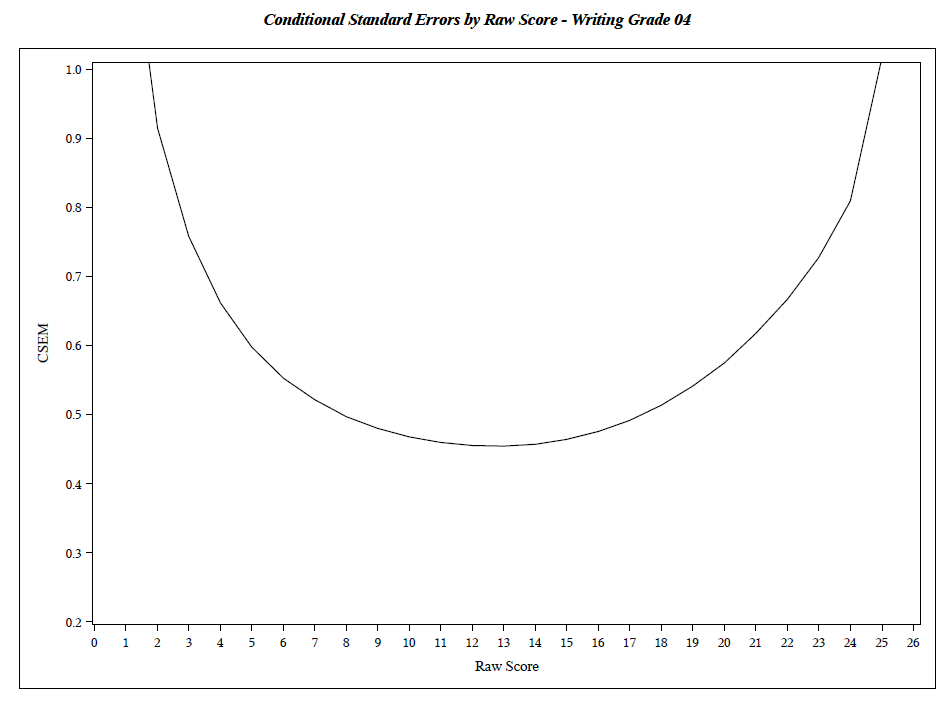 Conditional Standard Errors by Raw Score - Writing Grade 04
1.0
0.9
0.8
0.7
0.6
0.5
0.4
0.3
0.2
CSEM
0 1 2 3 4 5 6 7 8 9 10 11 12 13 14 15 16 17 18 19 20 21 22 23 24 25 26
Raw Score